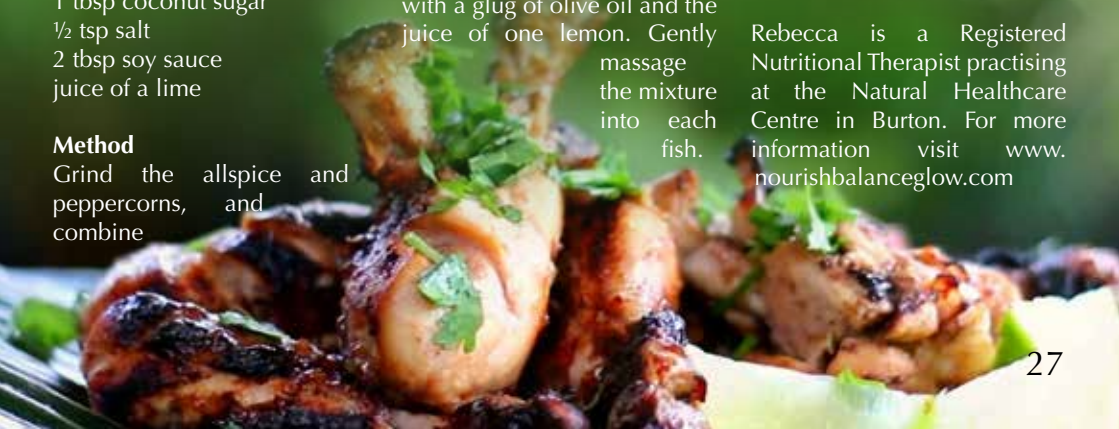 1 tbsp coconut sugar
½ tsp salt
2 tbsp soy sauce
juice of a lime
Method
Grind the allspice and
peppercorns, and
combine
with a glug of olive oil and the
juice of one lemon. Gently
massage
the mixture
into each
fish.
Rebecca is a Registered
Nutritional Therapist practising
at the Natural Healthcare
Centre in Burton. For more
information visit www.
nourishbalanceglow.com
27